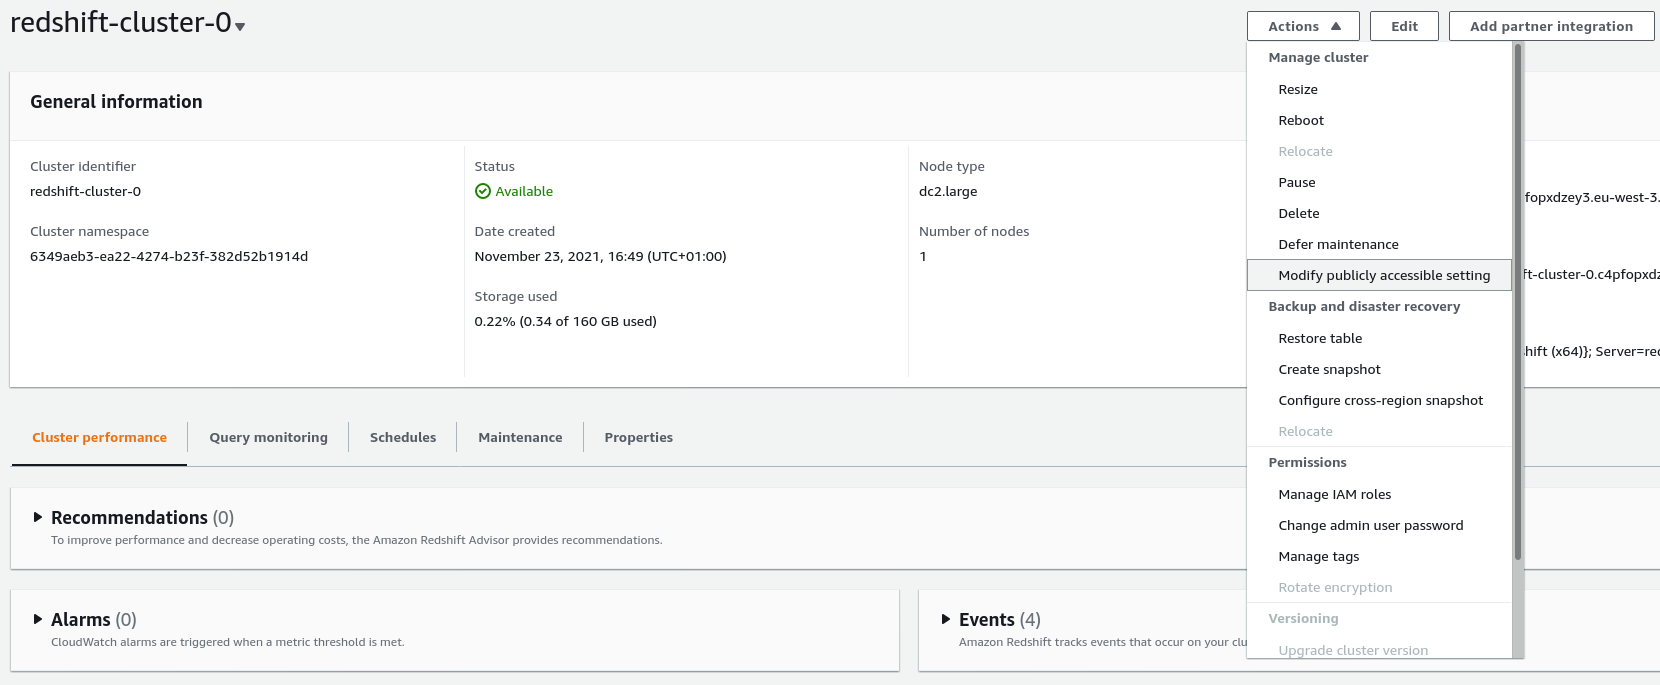 redshift-cluster-0
Actions
Edit
Add partner integration
General information
Cluster identifier
redshift-cluster-0
Cluster namespace
6349aeb3-ea22-4274-b23f-382d52b1914d
Status
Available
Date created
November 23, 2021, 16:49 (UTC+01:00)
Storage used
0.22% (0.34 of 160 GB used)
Node type
dc2.large
Number of nodes
1
fopxdzey3.eu-west-3.
ft-cluster-0.c4pfopxdz
hift (x64)}; Server=red
Manage cluster
Resize
Reboot
Relocate
Pause
Delete
Defer maintenance
Modify publicly accessible setting
Backup and disaster recovery
Restore table
Create snapshot
Configure cross-region snapshot
Relocate
Permissions
Manage IAM roles
Change admin user password
Manage tags
Rotate encryption
Versioning
Upgrade cluster version
Cluster performance
Query monitoring
Schedules
Maintenance
Properties
Recommendations (0)
To improve performance and decrease operating costs, the Amazon Redshift Advisor provides recommendations.
Alarms (0)
CloudWatch alarms are triggered when a metric threshold is met.
Events (4)
Amazon Redshift tracks events that occur on your clu